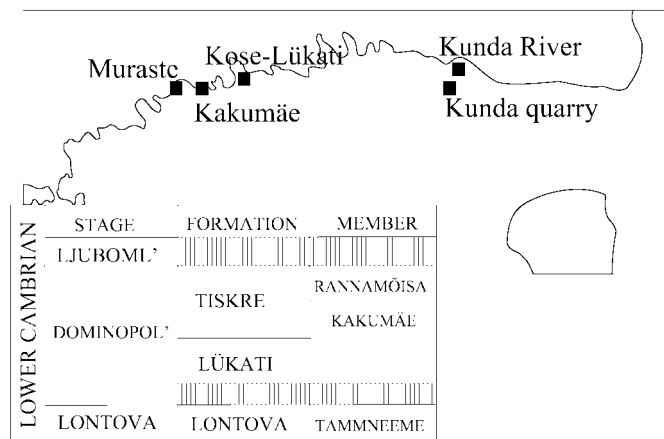 Kunda River
Kose-Lükati
Muraste
Kakumäe
Kunda quarry
LOWER CAMBRIAN
STAGE FORMATION MEMBER
LJUBOML’
RANNAMÕISA
TISKRE
KAKUMÄE
DOMINOPOL’
LÜKATI
LONTOVA LONTOVA TAMMNEEME